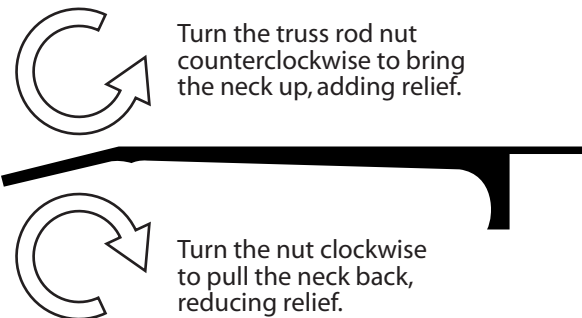 Turn the truss rod nut
counterclockwise to bring
the neck up, adding relief.
Turn the nut clockwise
to pull the neck back,
reducing relief.